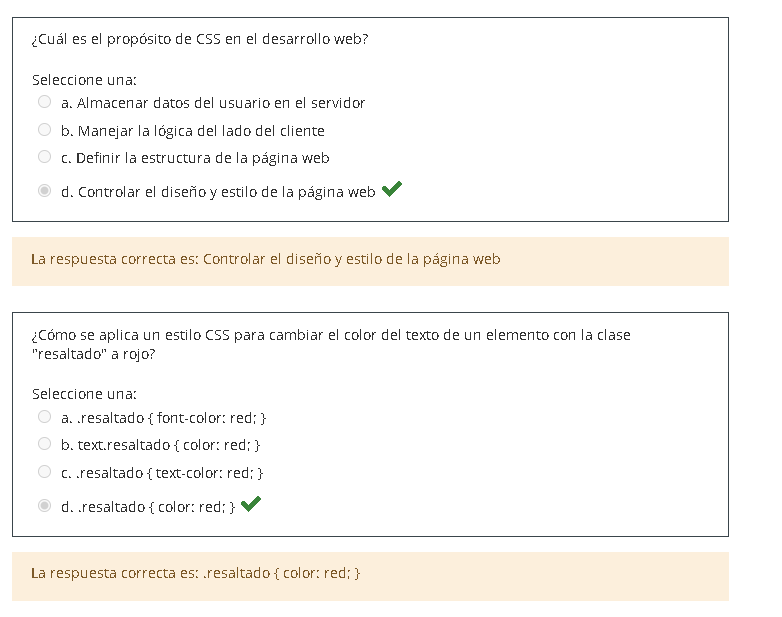 ¿Cuál es el propósito de CSS en el desarrollo web?
Seleccione una:
a. Almacenar datos del usuario en el servidor
b. Manejar la lógica del lado del cliente
c. Definir la estructura de la página web
d. Controlar el diseño y estilo de la página web
La respuesta correcta es: Controlar el diseño y estilo de la página web
¿Cómo se aplica un estilo CSS para cambiar el color del texto de un elemento con la clase
"resaltado" a rojo?
Seleccione una:
a. .resaltado { font-color: red; }
b. text.resaltado { color: red; }
c. .resaltado { text-color: red; }
d. .resaltado { color: red; }
La respuesta correcta es: .resaltado { color: red; }